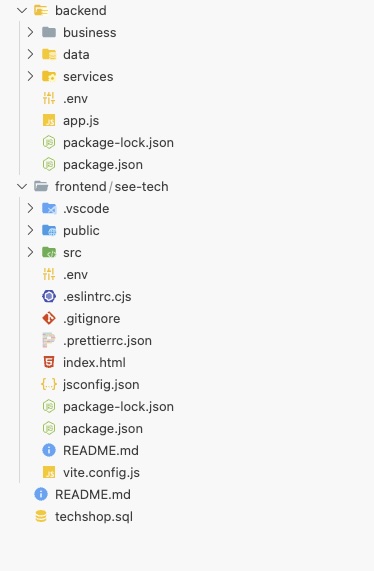 backend
business
data
services
.env
app.js
package-lock.json
package.json
frontend/see-tech
.vscode
public
src
.env
.eslintrc.cjs
.gitignore
.prettierrc.json
index.html
jsconfig.json
package-lock.json
package.json
README.md
vite.config.js
README.md
techshop.sql